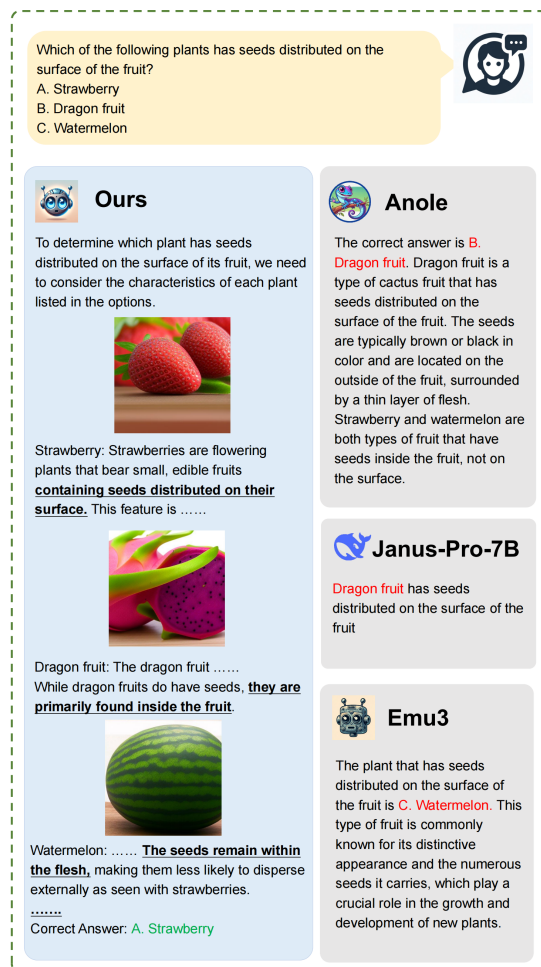 Which of the following plants has seeds distributed on the
surface of the fruit?
A. Strawberry
B. Dragon fruit
C. Watermelon
Ours
To determine which plant has seeds
distributed on the surface of its fruit, we need
to consider the characteristics of each plant
listed in the options.
Strawberry: Strawberries are flowering
plants that bear small, edible fruits
containing seeds distributed on their
surface. This feature is ……
Dragon fruit: The dragon fruit ……
While dragon fruits do have seeds, they are
primarily found inside the fruit.
Watermelon: …… The seeds remain within
the flesh, making them less likely to disperse
externally as seen with strawberries.
…….
Correct Answer: A. Strawberry
Anole
The correct answer is B.
Dragon fruit. Dragon fruit is a
type of cactus fruit that has
seeds distributed on the
surface of the fruit. The seeds
are typically brown or black in
color and are located on the
outside of the fruit, surrounded
by a thin layer of flesh.
Strawberry and watermelon are
both types of fruit that have
seeds inside the fruit, not on
the surface.
Janus-Pro-7B
Dragon fruit has seeds
distributed on the surface of the
fruit
Emu3
The plant that has seeds
distributed on the surface of
the fruit is C. Watermelon. This
type of fruit is commonly
known for its distinctive
appearance and the numerous
seeds it carries, which play a
crucial role in the growth and
development of new plants.